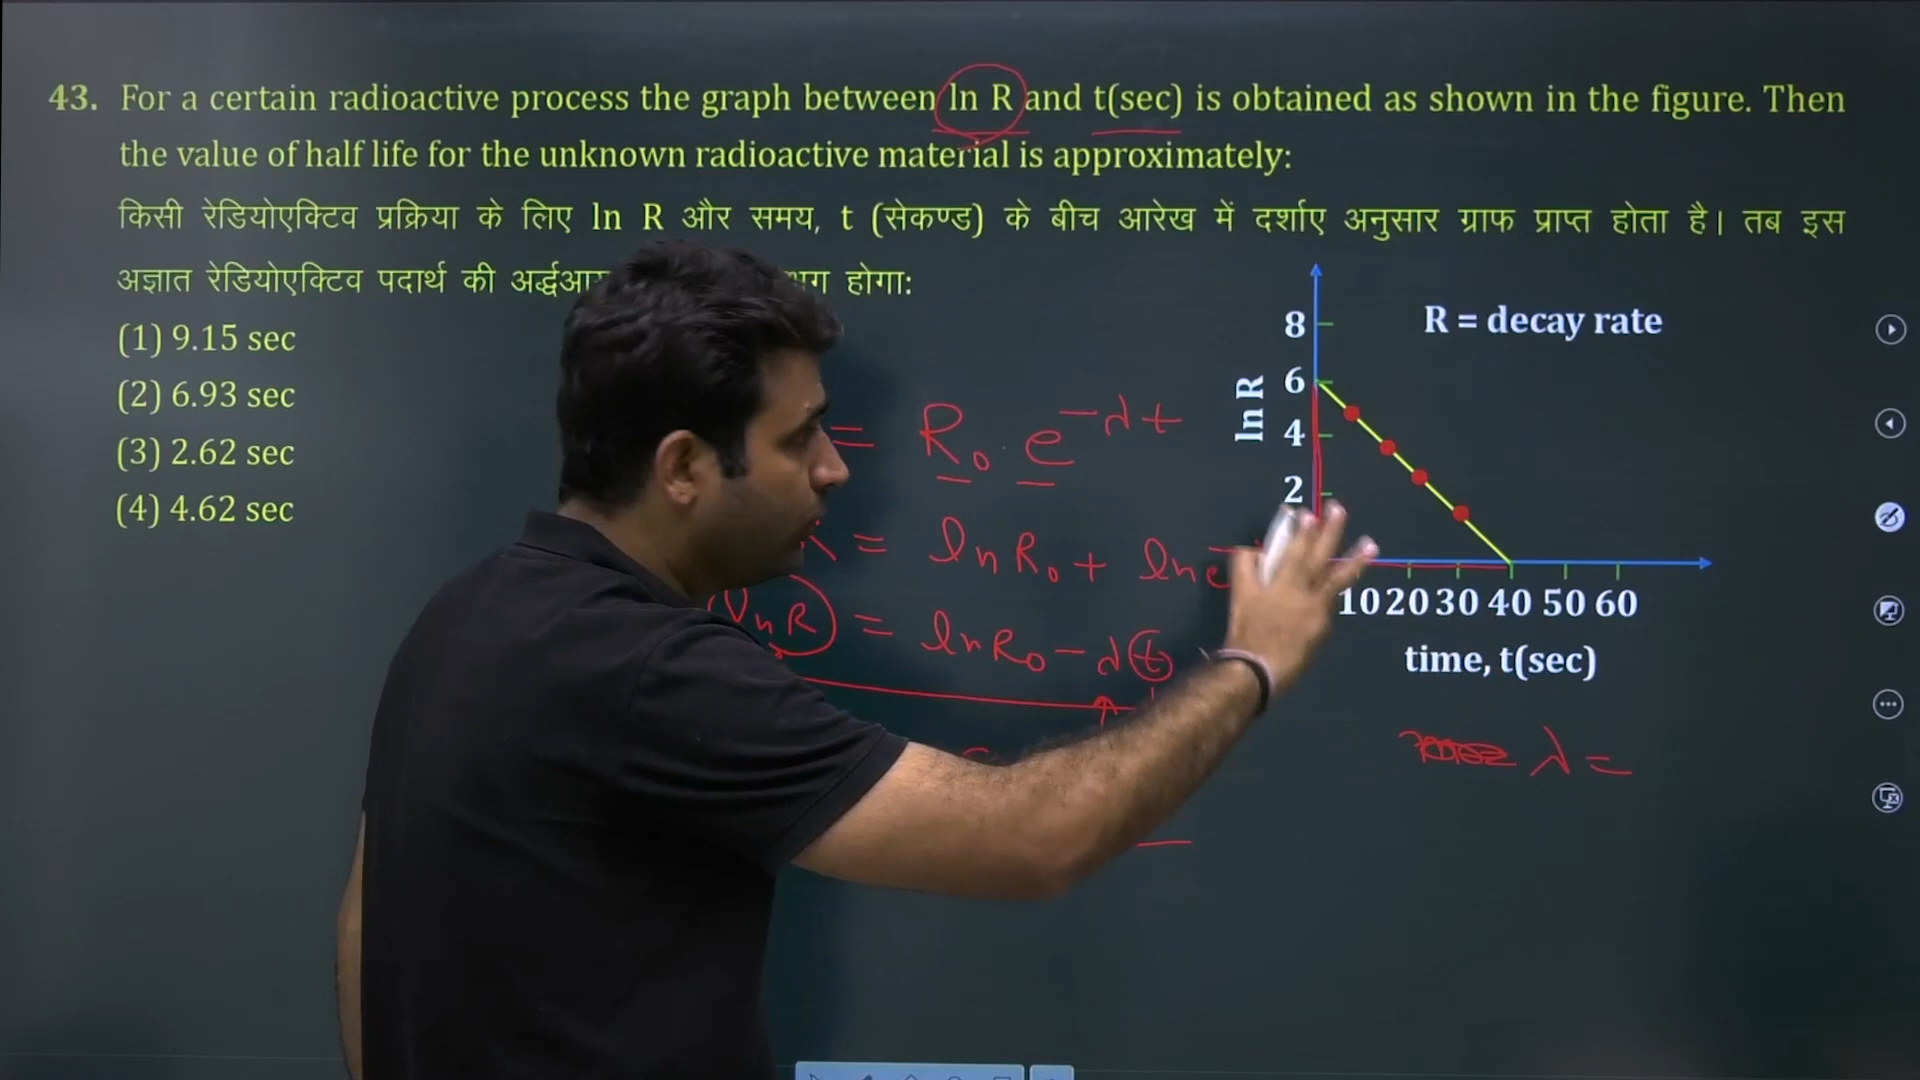 43. For a certain radioactive process the graph between ln R and t(sec) is obtained as shown in the figure. Then
the value of half life for the unknown radioactive material is approximately:
किसी रेडियोएक्टिव प्रक्रिया के लिए ln R और समय, t (सेकण्ड) के बीच आरेख में दर्शाए अनुसार ग्राफ प्राप्त होता है। तब इस
अज्ञात रेडियोएक्टिव पदार्थ की होगा:
(1) 9.15 sec
(2) 6.93 sec
(3) 2.62 sec
(4) 4.62 sec
= R₀ . e^(-λt)
= ln R₀ + ln
ln R = ln R₀ - λt
R = decay rate
8
6
4
2
ln R
10 20 30 40 50 60
time, t(sec)
λ =